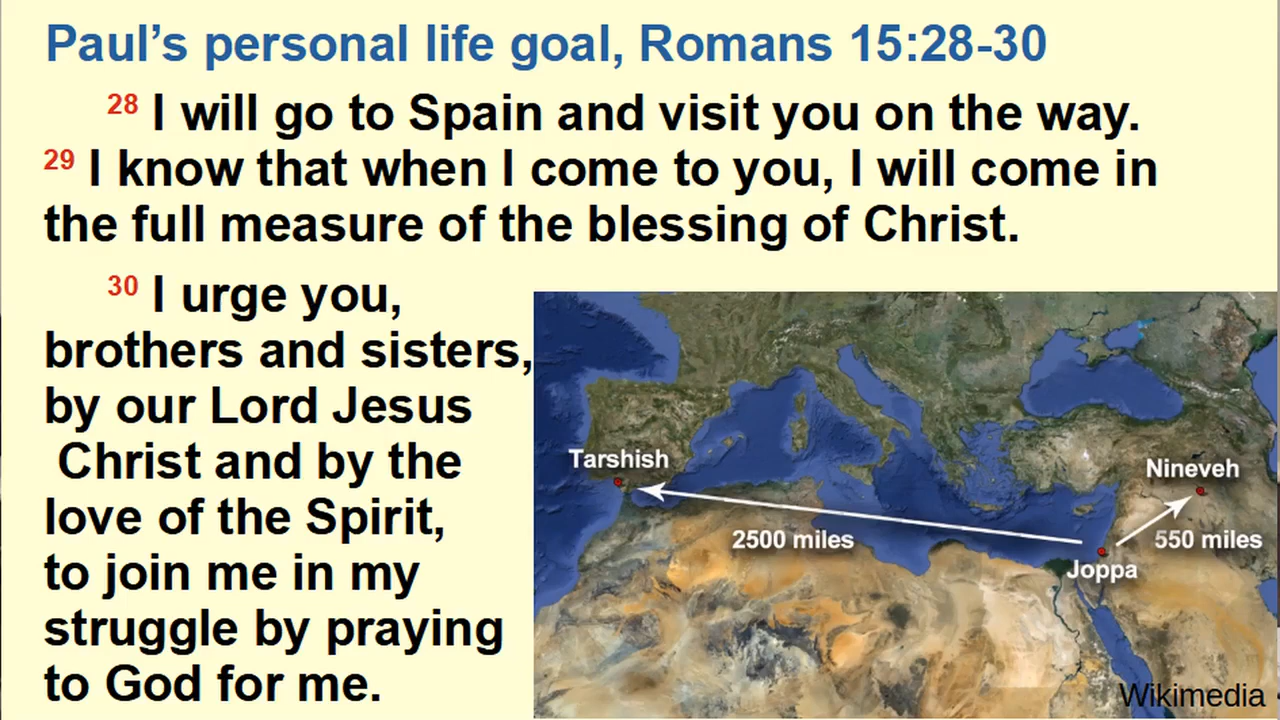 Paul’s personal life goal, Romans 15:28-30
28 I will go to Spain and visit you on the way.
29 I know that when I come to you, I will come in
the full measure of the blessing of Christ.
30 I urge you,
brothers and sisters,
by our Lord Jesus
Christ and by the
love of the Spirit,
to join me in my
struggle by praying
to God for me.
Tarshish
Nineveh
2500 miles
550 miles
Joppa
Wikimedia